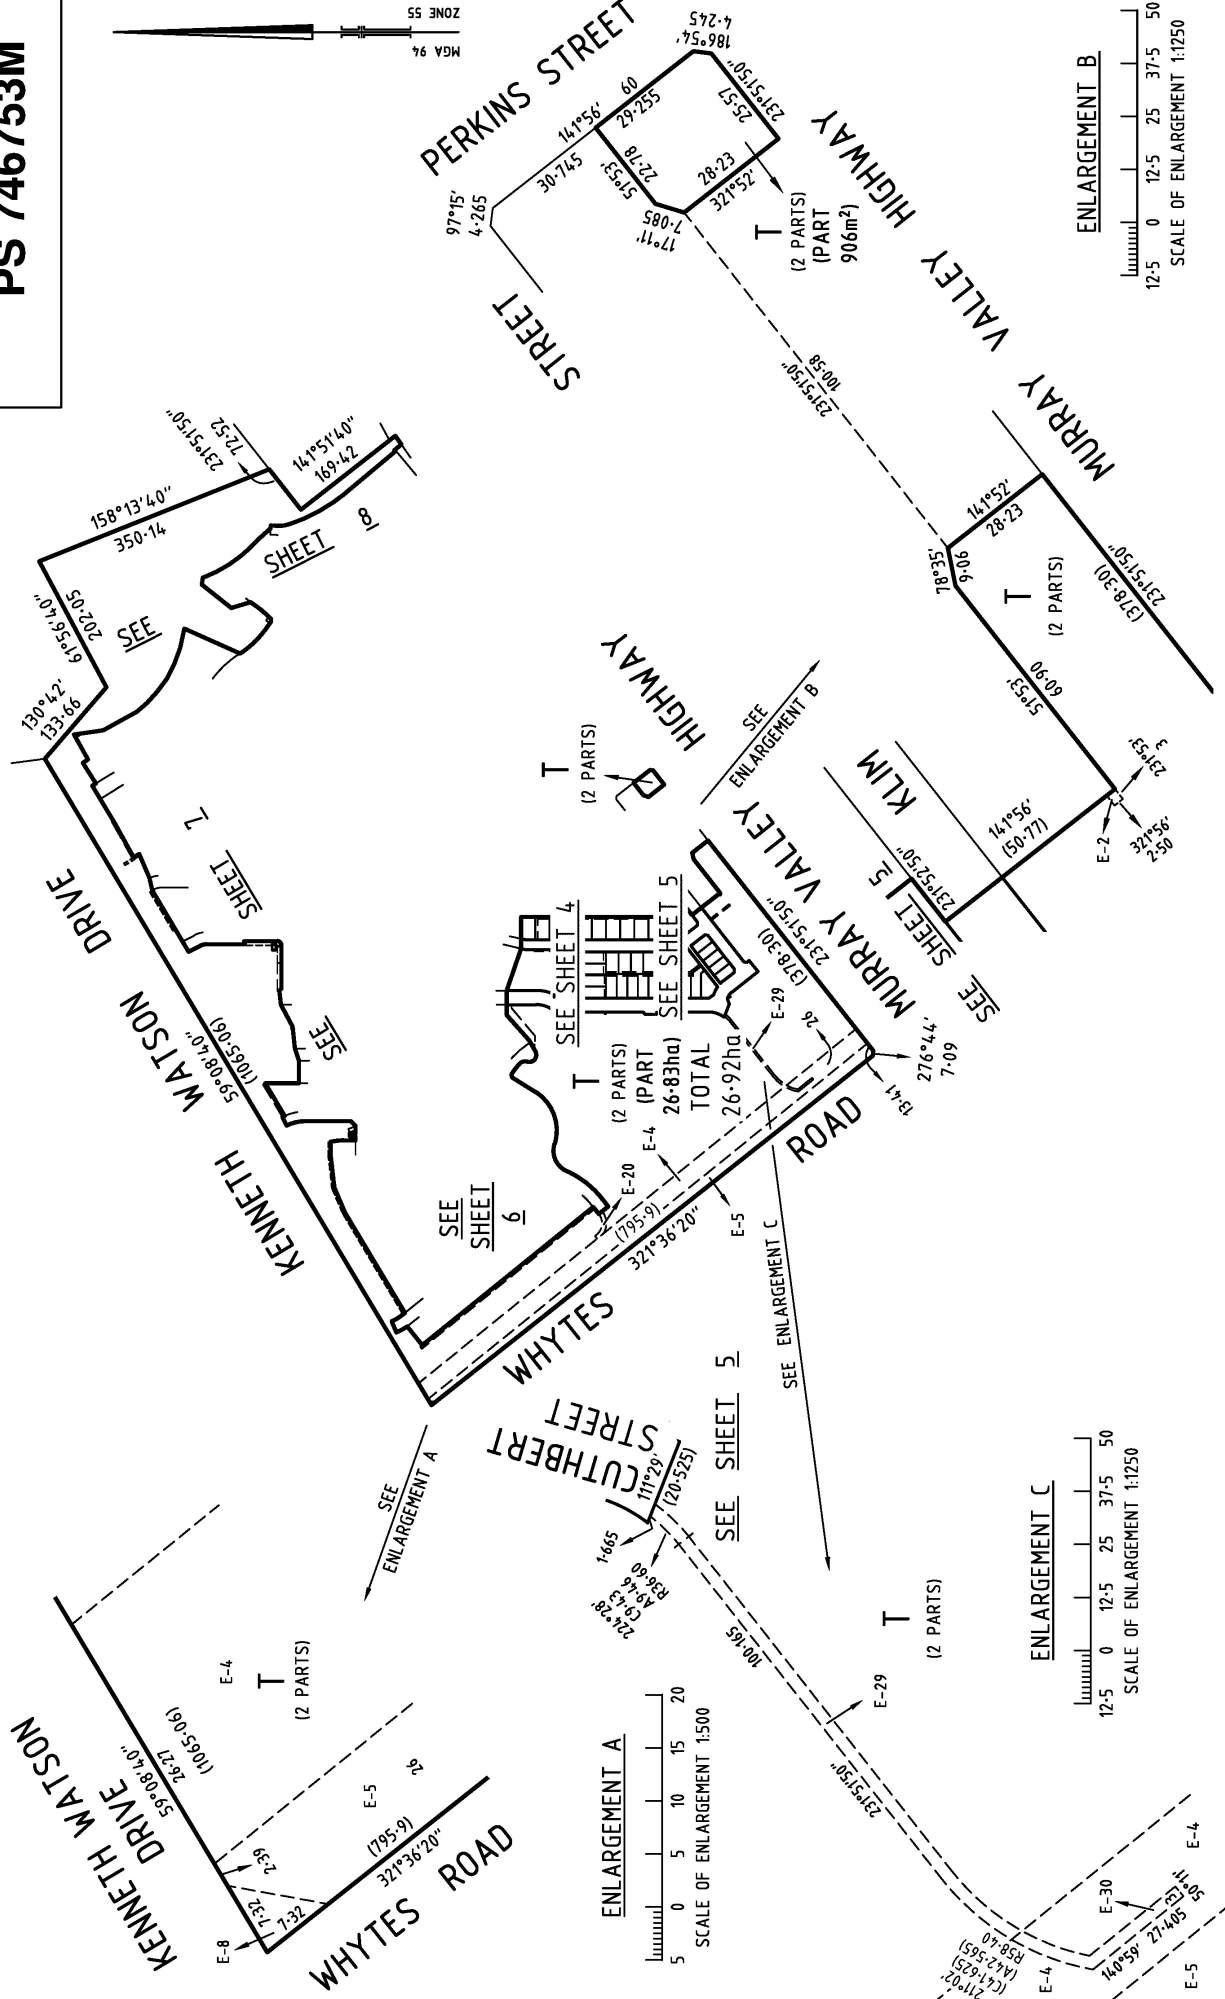 PS 746753M
MGA 94
ZONE 55
PERKINS STREET
97°15'
4·265
30·745
141°56'
60
29·255
186°54'
4·245
231°51'50"
25·57
51°53'
22·78
17°11'
7·085
28·23
321°52'
T
(2 PARTS)
(PART
906m²)
STREET
MURRAY VALLEY HIGHWAY
231°51'50"
100·58
ENLARGEMENT B
12·5 0 12·5 25 37·5 50
SCALE OF ENLARGEMENT 1:1250
141°52'
28·23
78°35'
9·06
T
(2 PARTS)
231°51'50"
(378·30)
51°53'
60·90
231°53'
3
321°56'
2·50
E-2
141°56'
(50·77)
KLIM
231°52'50"
SEE SHEET 5
130°42'
133·66
61°56'40"
202·05
158°13'40"
350·14
231°51'50"
72·52
141°51'40"
169·42
SEE SHEET 8
SEE SHEET 7
KENNETH WATSON DRIVE
59°08'40"
(1065·06)
T
(2 PARTS)
SEE
ENLARGEMENT B
MURRAY VALLEY HIGHWAY
MURRAY VALLEY
231°51'50"
(378·30)
SEE SHEET 4
SEE SHEET 5
T
(2 PARTS)
(PART
26·83ha)
TOTAL
26·92ha
E-29
26
276°44'
7·09
13·41
E-4
E-20
E-5
(795·9)
321°36'20"
WHYTES ROAD
SEE
SHEET
6
SEE ENLARGEMENT C
SEE
ENLARGEMENT A
KENNETH WATSON
DRIVE
59°08'40"
26·27
(1065·06)
E-4
T
(2 PARTS)
E-5
26
2·39
7·32
7·32
E-8
(795·9)
321°36'20"
WHYTES ROAD
ENLARGEMENT A
5 0 5 10 15 20
SCALE OF ENLARGEMENT 1:500
CUTHBERT
STREET
111°29'
(20·525)
SEE SHEET 5
1·665
R36·60
A9·46
C9·43
224°28'
100·165
231°51'50"
E-29
T
(2 PARTS)
R58·40
(A42·565)
(C41·625)
211°02'
E-4
140°59'
27·405
E-30
3
50°11'
E-4
E-5
ENLARGEMENT C
12·5 0 12·5 25 37·5 50
SCALE OF ENLARGEMENT 1:1250